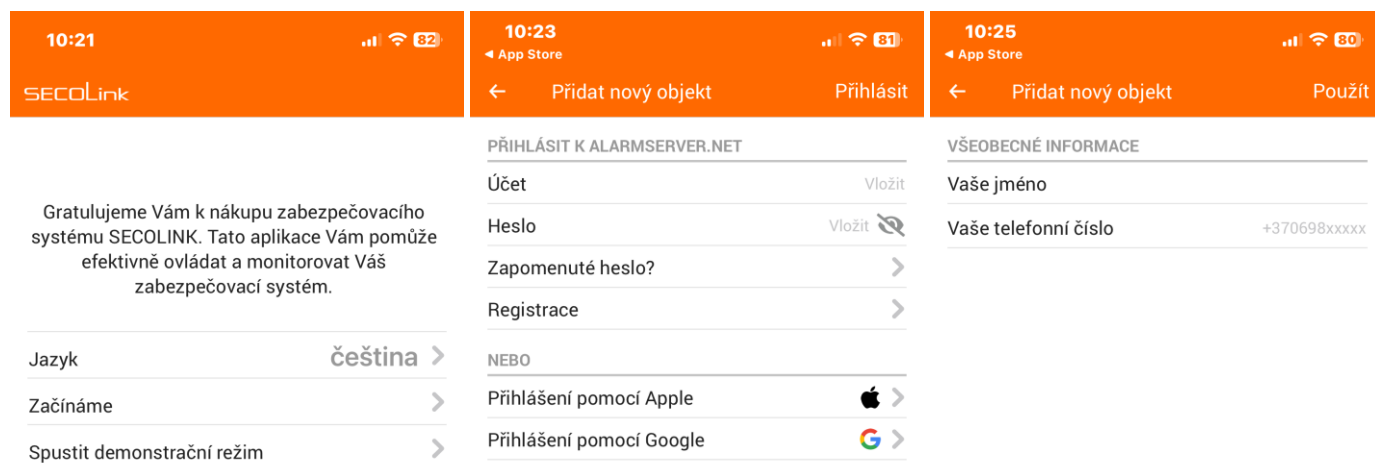 10:21
82
SECOLink
Gratulujeme Vám k nákupu zabezpečovacího
systému SECOLINK. Tato aplikace Vám pomůže
efektivně ovládat a monitorovat Váš
zabezpečovací systém.
Jazyk čeština
Začínáme
Spustit demonstrační režim
10:23
81
App Store
Přidat nový objekt Přihlásit
PŘIHLÁSIT K ALARMSERVER.NET
Účet Vložit
Heslo Vložit
Zapomenuté heslo?
Registrace
NEBO
Přihlášení pomocí Apple
Přihlášení pomocí Google
10:25
80
App Store
Přidat nový objekt Použít
VŠEOBECNÉ INFORMACE
Vaše jméno
Vaše telefonní číslo +370698xxxxx